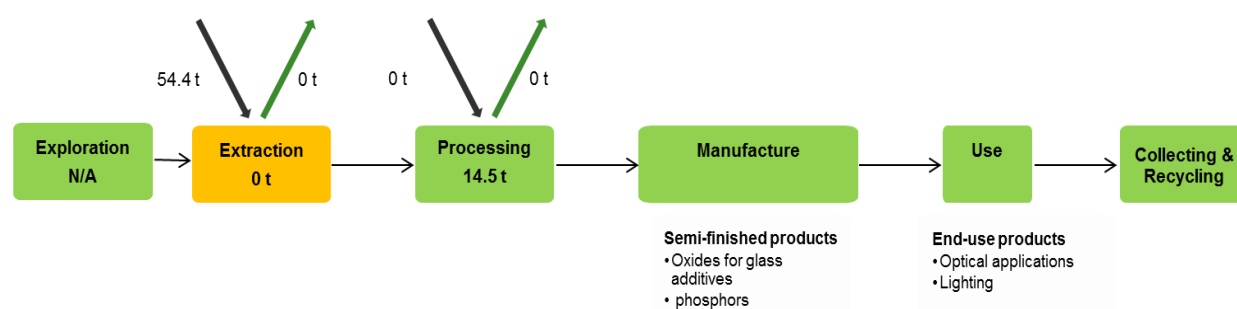 54.4 t
0 t
0 t
0 t
Exploration
N/A
Extraction
0 t
Processing
14.5 t
Manufacture
Use
Collecting &
Recycling
Semi-finished products
•Oxides for glass
additives
• phosphors
End-use products
•Optical applications
•Lighting